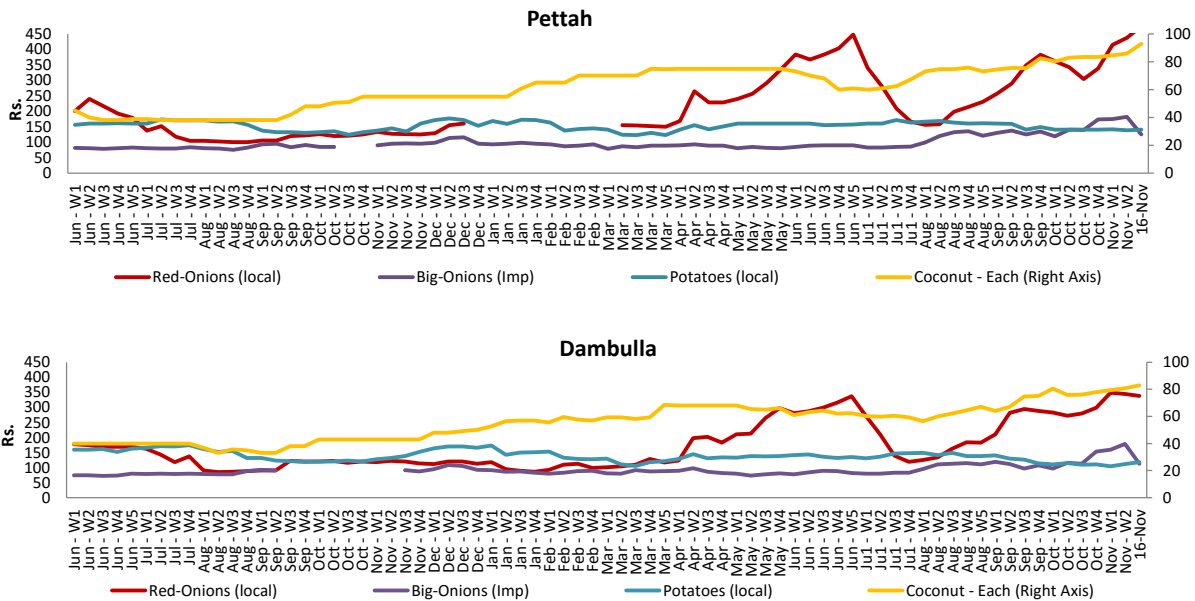 Pettah
450
400
350
300
250
200
150
100
50
0
Rs.
100
80
60
40
20
0
Jun - W1
Jun - W2
Jun - W3
Jun - W4
Jun - W5
Jul - W1
Jul - W2
Jul - W3
Jul - W4
Aug - W1
Aug - W2
Aug - W3
Aug - W4
Sep - W1
Sep - W2
Sep - W3
Sep - W4
Oct - W1
Oct - W2
Oct - W3
Oct - W4
Nov - W1
Nov - W2
Nov - W3
Nov - W4
Dec - W1
Dec - W2
Dec - W3
Dec - W4
Jan - W1
Jan - W2
Jan - W3
Jan - W4
Feb - W1
Feb - W2
Feb - W3
Feb - W4
Mar - W1
Mar - W2
Mar - W3
Mar - W4
Mar - W5
Apr - W1
Apr - W2
Apr - W3
Apr - W4
May - W1
May - W2
May - W3
May - W4
Jun - W1
Jun - W2
Jun - W3
Jun - W4
Jun - W5
Ju1 - W1
Ju1 - W2
Ju1 - W3
Ju1 - W4
Aug - W1
Aug - W2
Aug - W3
Aug - W4
Aug - W5
Sep - W1
Sep - W2
Sep - W3
Sep - W4
Oct - W1
Oct - W2
Oct - W3
Oct - W4
Nov - W1
Nov - W2
16-Nov
Red-Onions (local) Big-Onions (Imp) Potatoes (local) Coconut - Each (Right Axis)
Dambulla
450
400
350
300
250
200
150
100
50
0
Rs.
100
80
60
40
20
0
Jun - W1
Jun - W2
Jun - W3
Jun - W4
Jun - W5
Jul - W1
Jul - W2
Jul - W3
Jul - W4
Aug - W1
Aug - W2
Aug - W3
Aug - W4
Sep - W1
Sep - W2
Sep - W3
Sep - W4
Oct - W1
Oct - W2
Oct - W3
Oct - W4
Nov - W1
Nov - W2
Nov - W3
Nov - W4
Dec - W1
Dec - W2
Dec - W3
Dec - W4
Jan - W1
Jan - W2
Jan - W3
Jan - W4
Feb - W1
Feb - W2
Feb - W3
Feb - W4
Mar - W1
Mar - W2
Mar - W3
Mar - W4
Mar - W5
Apr - W1
Apr - W2
Apr - W3
Apr - W4
May - W1
May - W2
May - W3
May - W4
Jun - W1
Jun - W2
Jun - W3
Jun - W4
Jun - W5
Ju1 - W1
Ju1 - W2
Ju1 - W3
Ju1 - W4
Aug - W1
Aug - W2
Aug - W3
Aug - W4
Aug - W5
Sep - W1
Sep - W2
Sep - W3
Sep - W4
Oct - W1
Oct - W2
Oct - W3
Oct - W4
Nov - W1
Nov - W2
16-Nov
Red-Onions (local) Big-Onions (Imp) Potatoes (local) Coconut - Each (Right Axis)